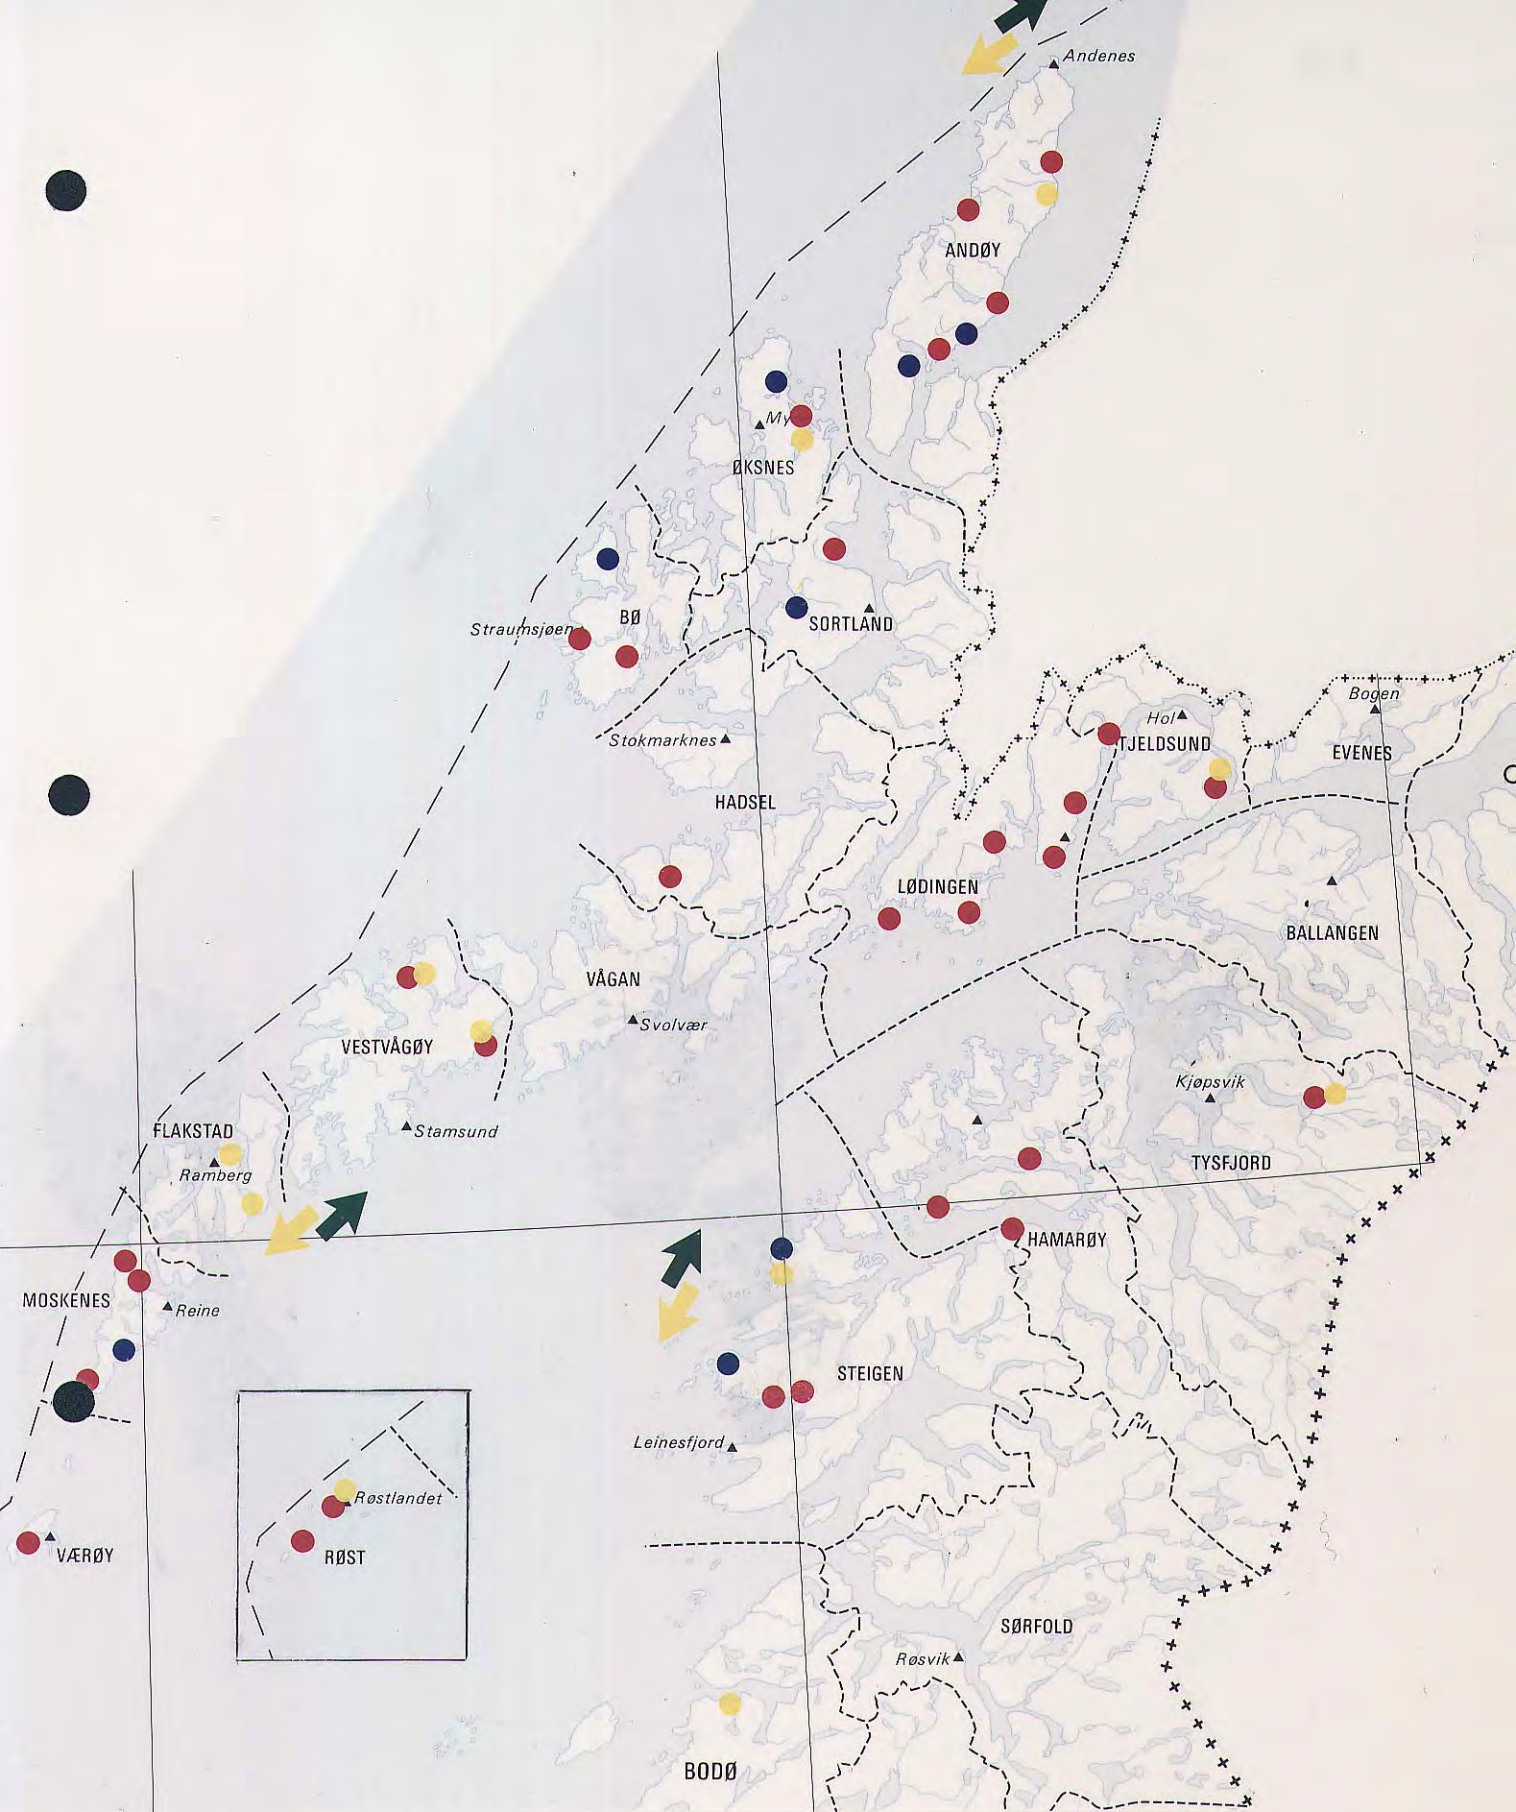 Andenes
ANDØY
My
ØKSNES
BØ
Straumsjøen
SORTLAND
Stokmarknes
HADSEL
Hol
TJELDSUND
Bogen
EVENES
LØDINGEN
BALLANGEN
VÅGAN
Svolvær
VESTVÅGØY
Stamsund
Kjøpsvik
TYSFJORD
FLAKSTAD
Ramberg
HAMARØY
MOSKENES
Reine
STEIGEN
Leinesfjord
Røstlandet
RØST
VÆRØY
SØRFOLD
Røsvik
BODØ